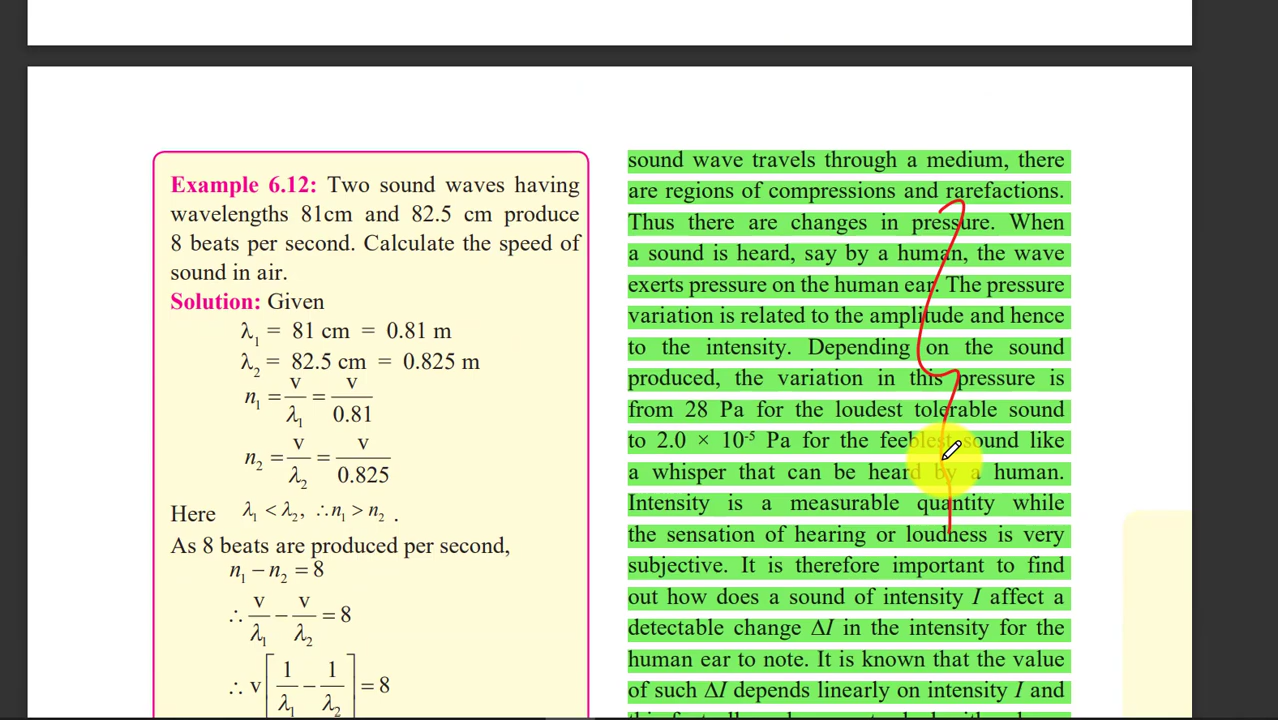 Example 6.12: Two sound waves having
wavelengths 81cm and 82.5 cm produce
8 beats per second. Calculate the speed of
sound in air.
Solution: Given
λ₁ = 81 cm = 0.81 m
λ₂ = 82.5 cm = 0.825 m
n₁ = v/λ₁ = v/0.81
n₂ = v/λ₂ = v/0.825
Here λ₁ < λ₂, ∴ n₁ > n₂ .
As 8 beats are produced per second,
n₁ − n₂ = 8
∴ v/λ₁ − v/λ₂ = 8
∴ v[1/λ₁ − 1/λ₂] = 8
sound wave travels through a medium, there
are regions of compressions and rarefactions.
Thus there are changes in pressure. When
a sound is heard, say by a human, the wave
exerts pressure on the human ear. The pressure
variation is related to the amplitude and hence
to the intensity. Depending on the sound
produced, the variation in this pressure is
from 28 Pa for the loudest tolerable sound
to 2.0 × 10⁻⁵ Pa for the feeblest sound like
a whisper that can be heard by a human.
Intensity is a measurable quantity while
the sensation of hearing or loudness is very
subjective. It is therefore important to find
out how does a sound of intensity I affect a
detectable change ΔI in the intensity for the
human ear to note. It is known that the value
of such ΔI depends linearly on intensity I and